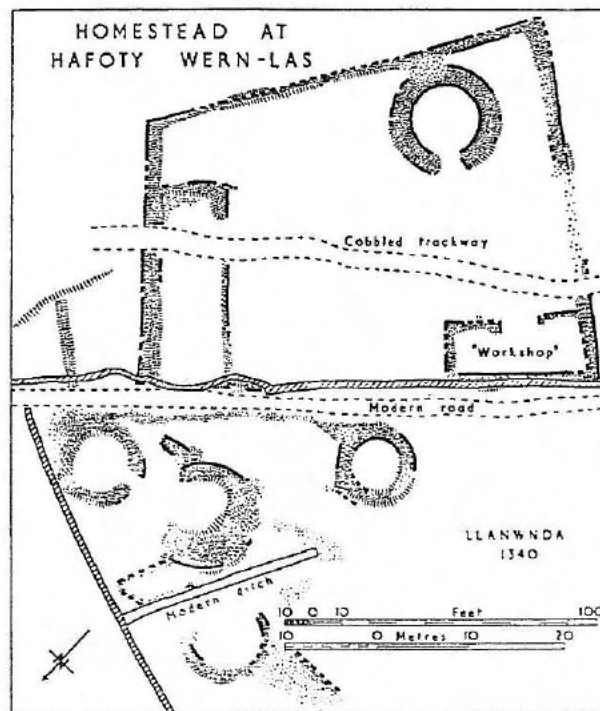 HOMESTEAD AT
HAFOTY WERN-LAS
Cobbled trackway
"Workshop"
Modern road
LLANWNDA
1340
Modern ditch
10 0 10 Feet 100
10 0 Metres 10 20